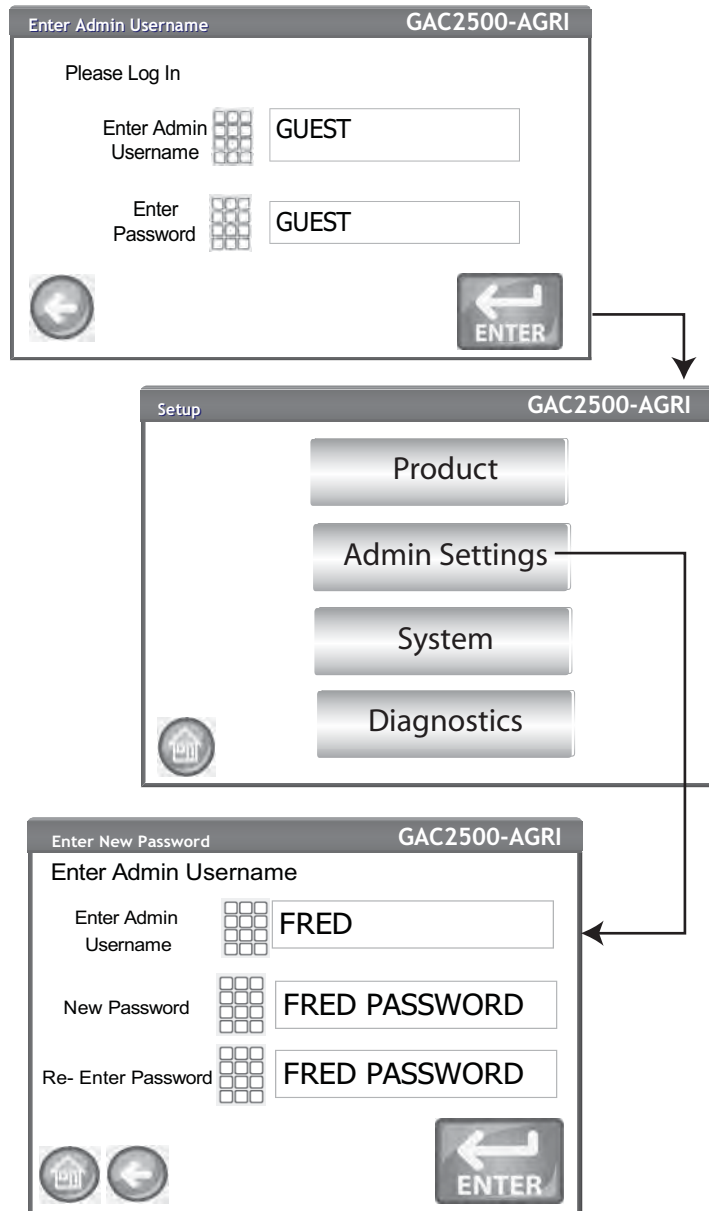 Enter Admin Username GAC2500-AGRI
Please Log In
Enter Admin
Username
GUEST
Enter
Password
GUEST
ENTER
Setup GAC2500-AGRI
Product
Admin Settings
System
Diagnostics
Enter New Password GAC2500-AGRI
Enter Admin Username
Enter Admin
Username
FRED
New Password FRED PASSWORD
Re- Enter Password FRED PASSWORD
ENTER